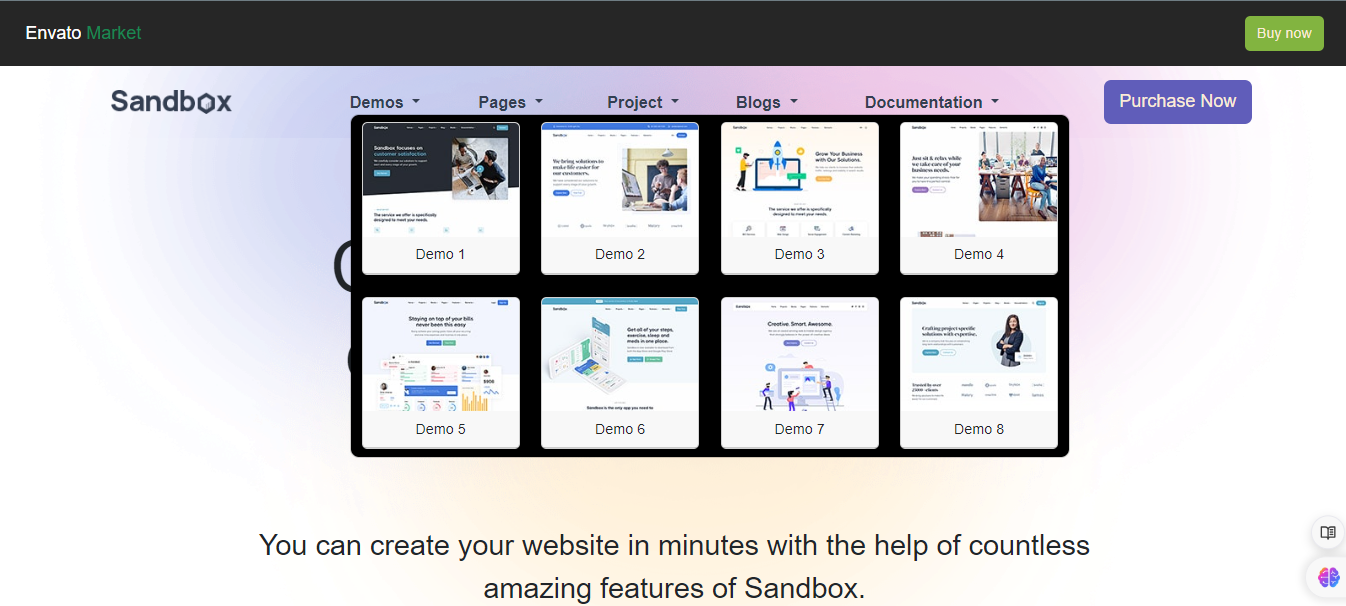 Envato Market
Buy now
Sandbox
Demos
Pages
Project
Blogs
Documentation
Purchase Now
Sandbox focuses on
customer satisfaction
The service we offer is specifically
designed to meet your needs.
Demo 1
We bring solutions to
make life easier for
our customers.
Demo 2
Grow Your Business
with Our Solutions.
The service we offer is specifically
designed to meet your needs.
Demo 3
Just sit & relax while
we take care of your
business needs.
Demo 4
Staying on top of your bills
never been this easy
Demo 5
Get all of your steps,
exercise, sleep and
meds in one place.
Sandbox is the only app you need to
Demo 6
Creative. Smart. Awesome.
Demo 7
Crafting project specific
solutions with expertise.
Trusted by over
Demo 8
You can create your website in minutes with the help of countless
amazing features of Sandbox.